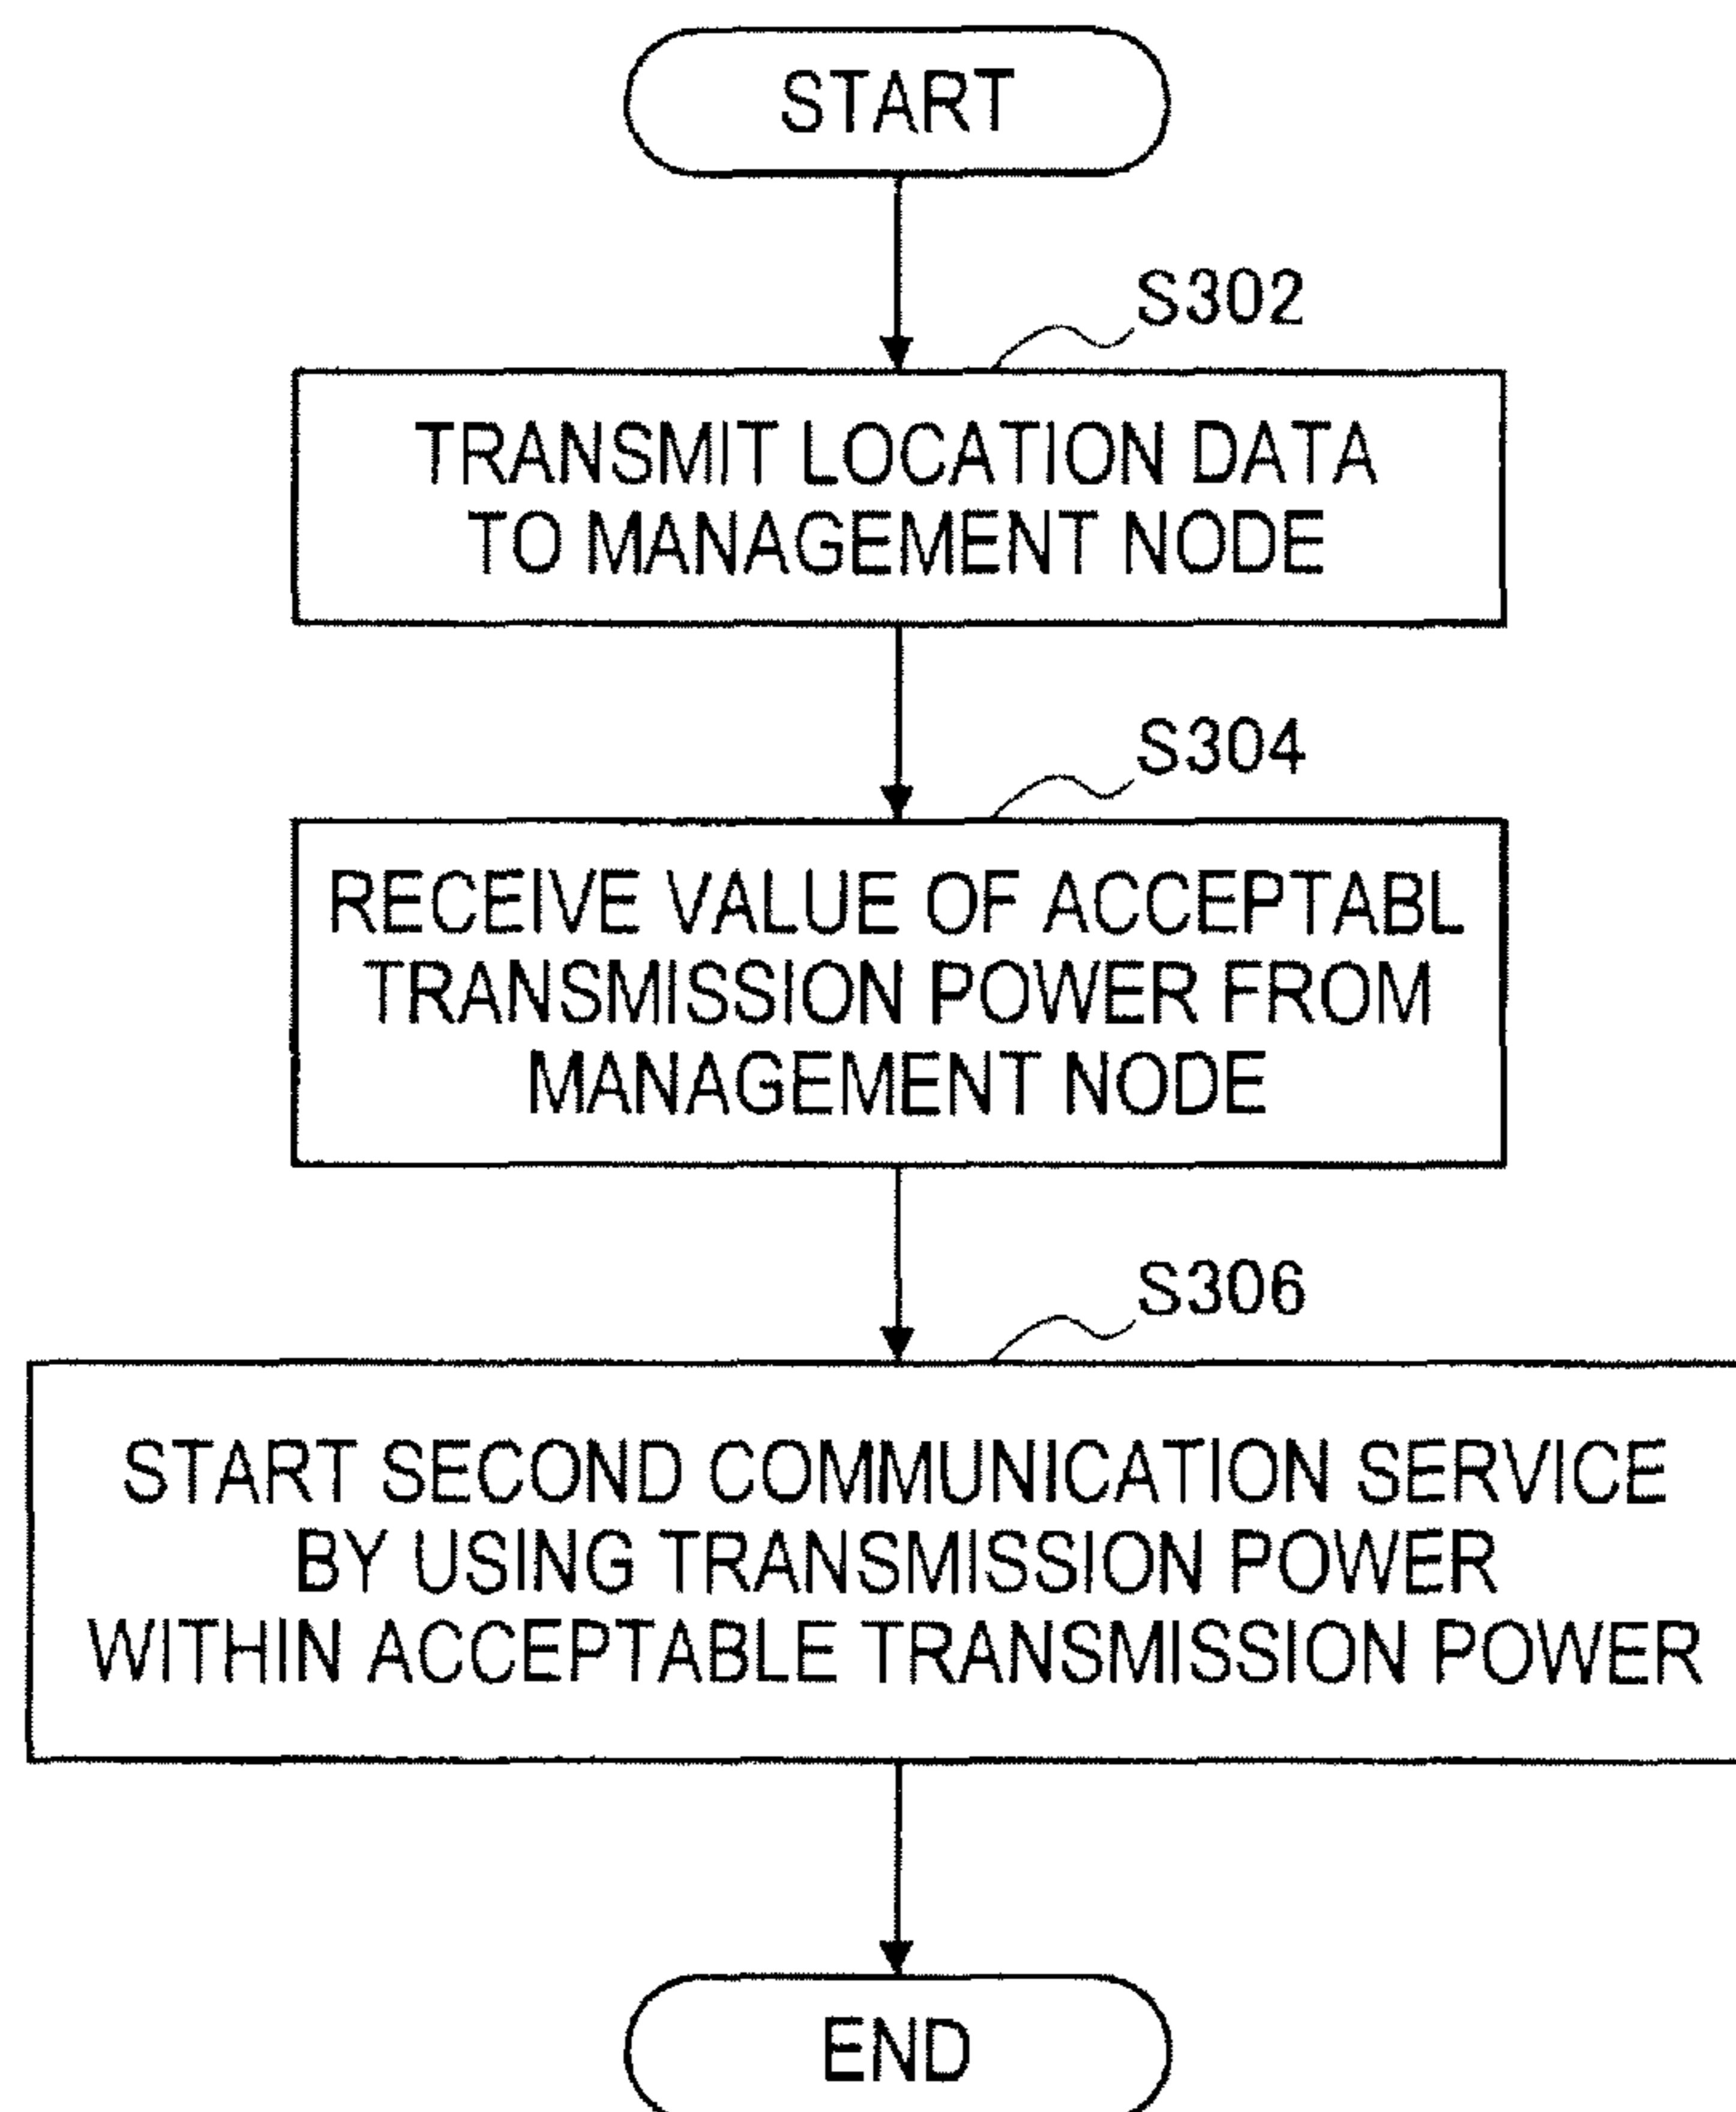 START
S302
TRANSMIT LOCATION DATA
TO MANAGEMENT NODE
S304
RECEIVE VALUE OF ACCEPTABL
TRANSMISSION POWER FROM
MANAGEMENT NODE
S306
START SECOND COMMUNICATION SERVICE
BY USING TRANSMISSION POWER
WITHIN ACCEPTABLE TRANSMISSION POWER
END